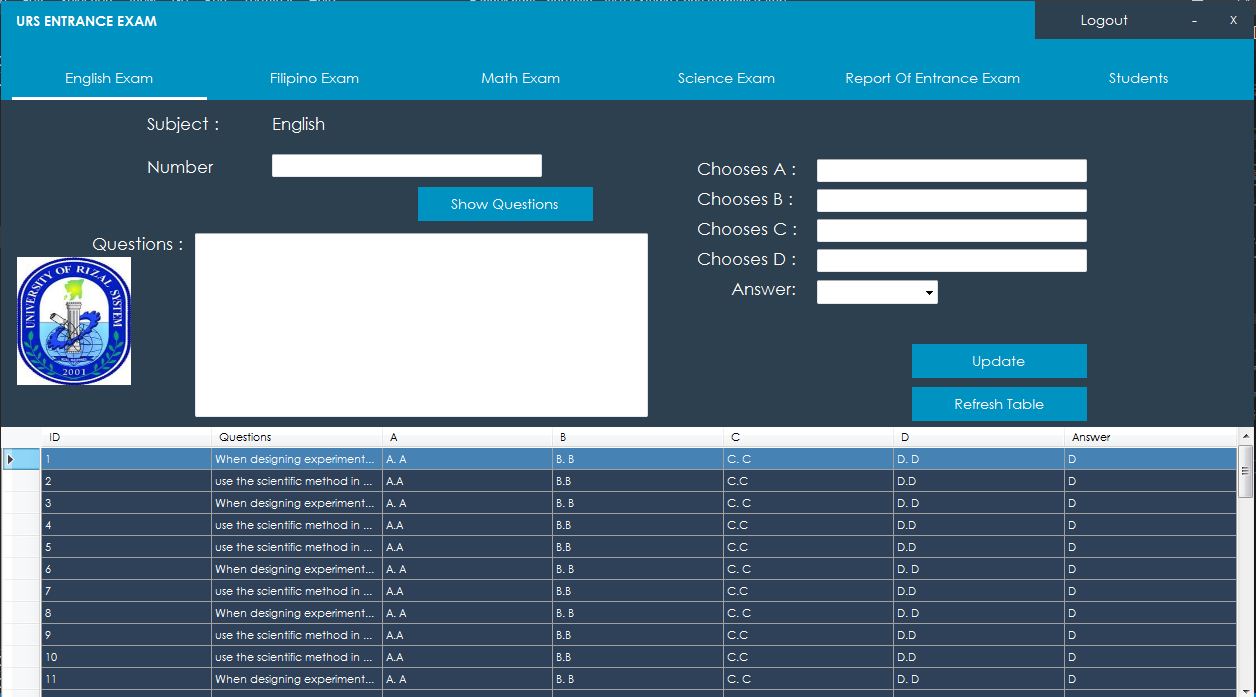 URS ENTRANCE EXAM
Logout - X
English Exam Filipino Exam Math Exam Science Exam Report Of Entrance Exam Students
Subject : English
Number
Show Questions
Questions :
Chooses A :
Chooses B :
Chooses C :
Chooses D :
Answer:
UNIVERSITY OF RIZAL SYSTEM
2001
Update
Refresh Table
ID Questions A B C D Answer
1 When designing experiment... A. A B. B C. C D. D D
2 use the scientific method in ... A.A B.B C.C D.D D
3 When designing experiment... A. A B. B C. C D. D D
4 use the scientific method in ... A.A B.B C.C D.D D
5 use the scientific method in ... A.A B.B C.C D.D D
6 When designing experiment... A. A B. B C. C D. D D
7 use the scientific method in ... A.A B.B C.C D.D D
8 When designing experiment... A. A B. B C. C D. D D
9 use the scientific method in ... A.A B.B C.C D.D D
10 use the scientific method in ... A.A B.B C.C D.D D
11 When designing experiment... A. A B. B C. C D. D D